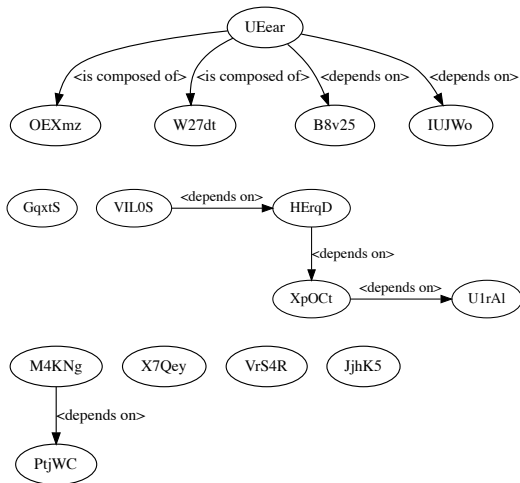 UEear
<is composed of> <is composed of> <depends on> <depends on>
OEXmz W27dt B8v25 IUJWo
<depends on>
GqxtS VIL0S HErqD
<depends on>
<depends on>
XpOCt U1rAl
M4KNg X7Qey VrS4R JjhK5
<depends on>
PtjWC